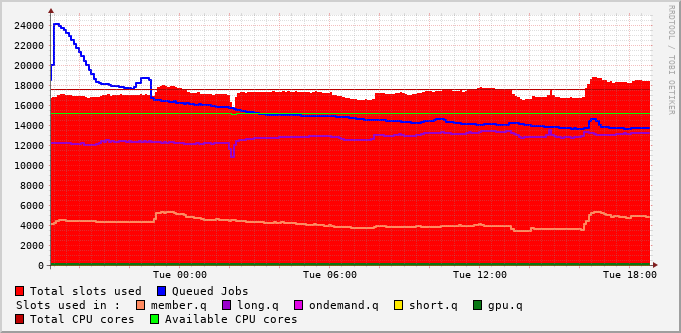 RRDTOOL / TOBI OETIKER
24000
22000
20000
18000
16000
14000
12000
10000
8000
6000
4000
2000
0
Tue 00:00 Tue 06:00 Tue 12:00 Tue 18:00
Total slots used Queued Jobs
Slots used in : member.q long.q ondemand.q short.q gpu.q
Total CPU cores Available CPU cores